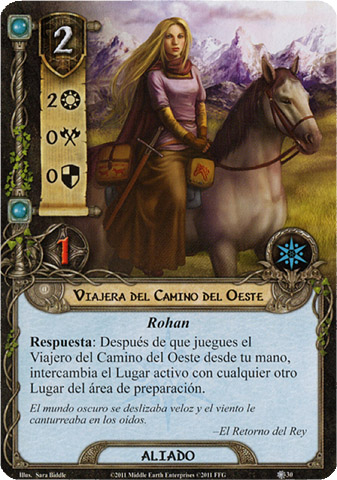 2
2
0
0
1
Viajera del Camino del Oeste
Rohan
Respuesta: Después de que juegues el
Viajero del Camino del Oeste desde tu mano,
intercambia el Lugar activo con cualquier otro
Lugar del área de preparación.
El mundo oscuro se deslizaba veloz y el viento le
canturreaba en los oídos.
–El Retorno del Rey
ALIADO
Illus. Sara Biddle ©2011 Middle Earth Enterprises ©2011 FFG 30